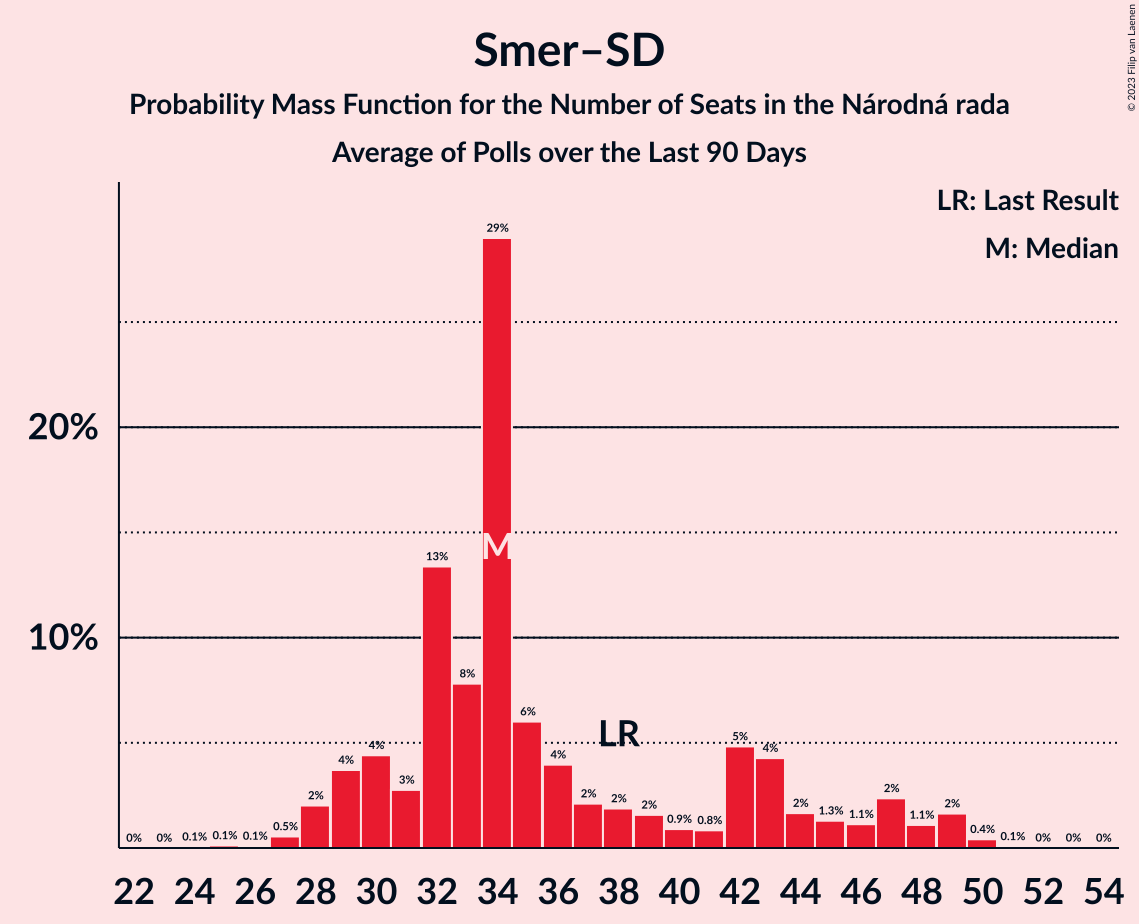 Smer–SD
Probability Mass Function for the Number of Seats in the Národná rada
Average of Polls over the Last 90 Days
© 2023 Filip van Laenen
LR: Last Result
M: Median
20%
10%
0% 0% 0.1% 0.1% 0.1% 0.5% 2% 4% 4% 3% 13% 8% 29% 6% 4% 2% 2% 2% 0.9% 0.8% 5% 4% 2% 1.3% 1.1% 2% 1.1% 2% 0.4% 0.1% 0% 0% 0%
M
LR
22 24 26 28 30 32 34 36 38 40 42 44 46 48 50 52 54